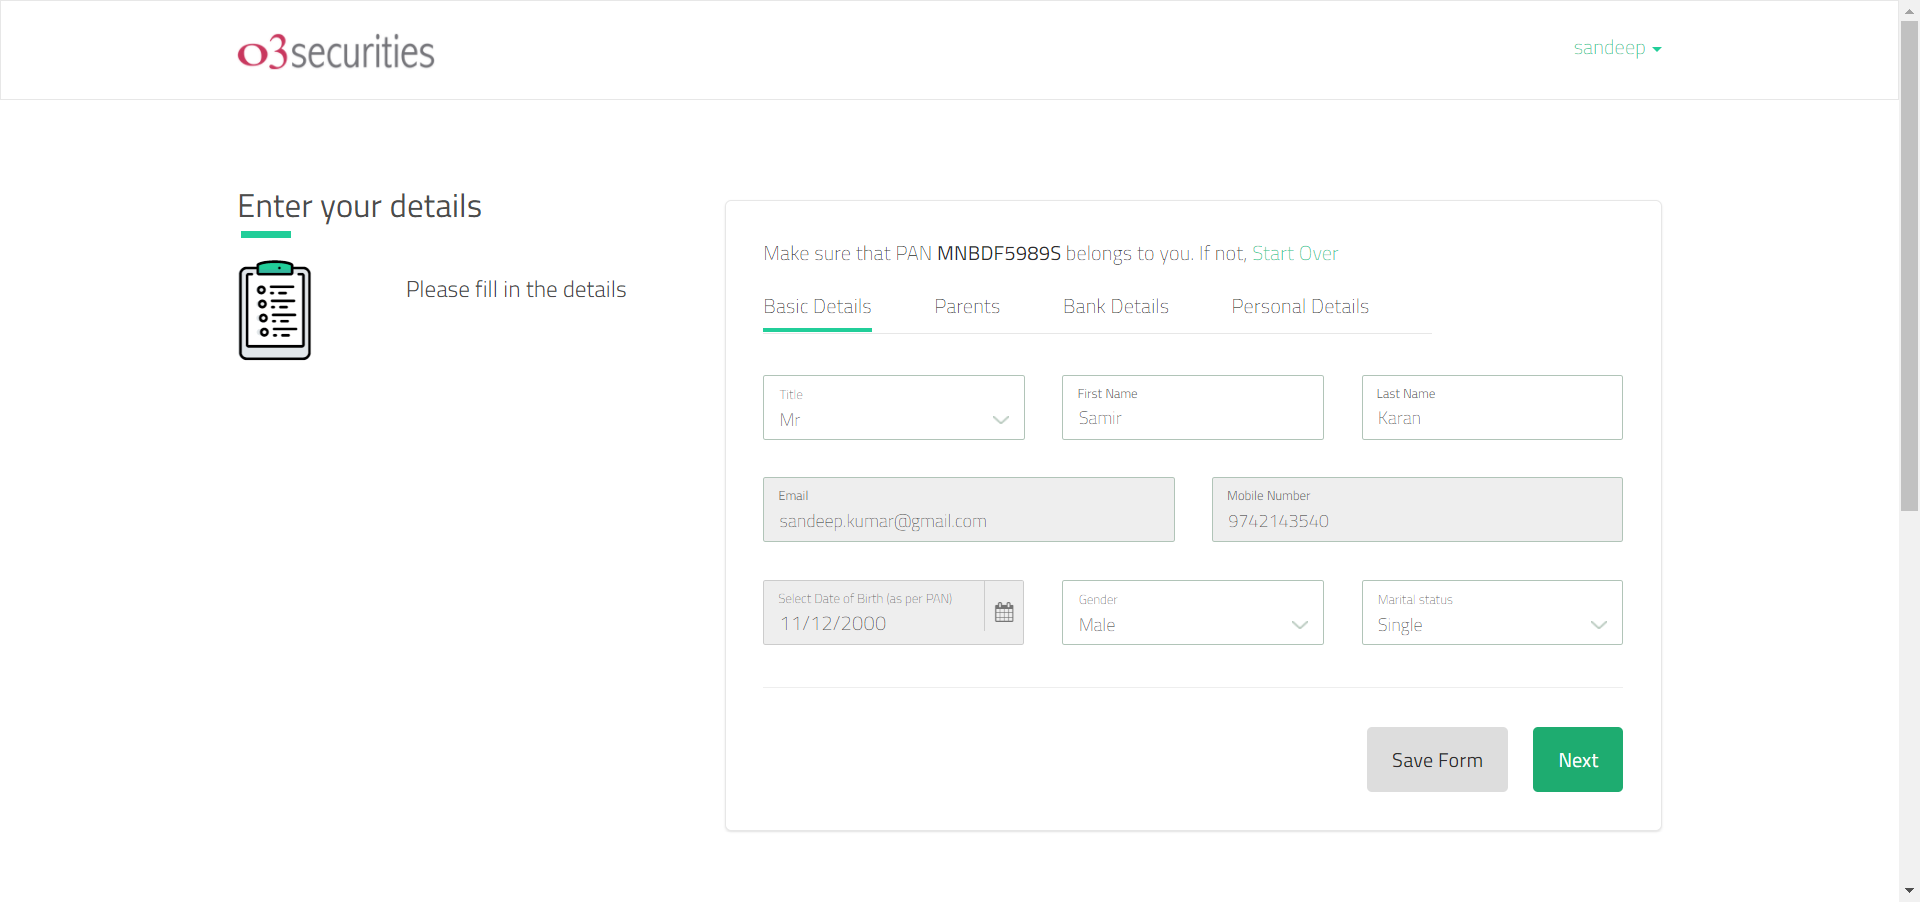 o3securities
sandeep
Enter your details
Please fill in the details
Make sure that PAN MNBDF5989S belongs to you. If not, Start Over
Basic Details Parents Bank Details Personal Details
Title
Mr
First Name
Samir
Last Name
Karan
Email
sandeep.kumar@gmail.com
Mobile Number
9742143540
Select Date of Birth (as per PAN)
11/12/2000
Gender
Male
Marital status
Single
Save Form
Next